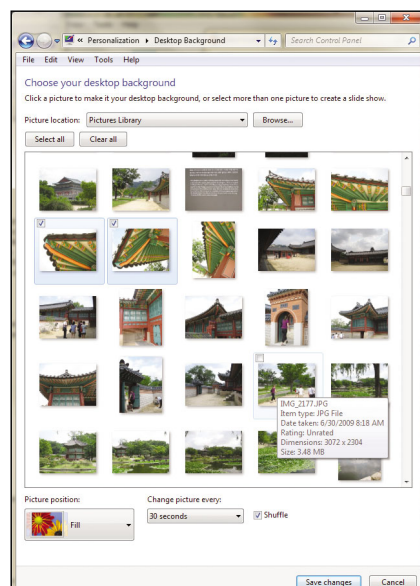 « Personalization ▸ Desktop Background
Search Control Panel
File Edit View Tools Help
Choose your desktop background
Click a picture to make it your desktop background, or select more than one picture to create a slide show.
Picture location: Pictures Library Browse...
Select all Clear all
IMG_2177.JPG
Item type: JPG File
Date taken: 6/30/2009 8:18 AM
Rating: Unrated
Dimensions: 3072 x 2304
Size: 3.48 MB
Picture position: Change picture every:
Fill 30 seconds Shuffle
Save changes Cancel